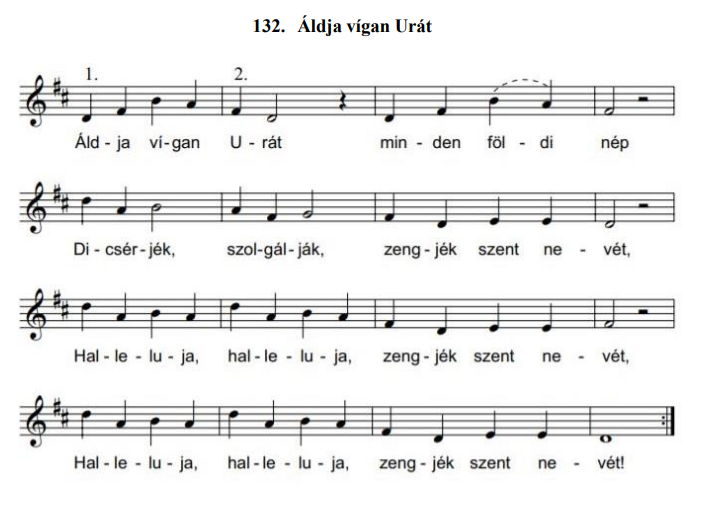 132. Áldja vígan Urát
1. 2.
Áld - ja ví - gan U - rát min - den föl - di nép
Di - csér - jék, szol - gál - ják, zeng - jék szent ne - vét,
Hal - le - lu - ja, hal - le - lu - ja, zeng - jék szent ne - vét,
Hal - le - lu - ja, hal - le - lu - ja, zeng - jék szent ne - vét!